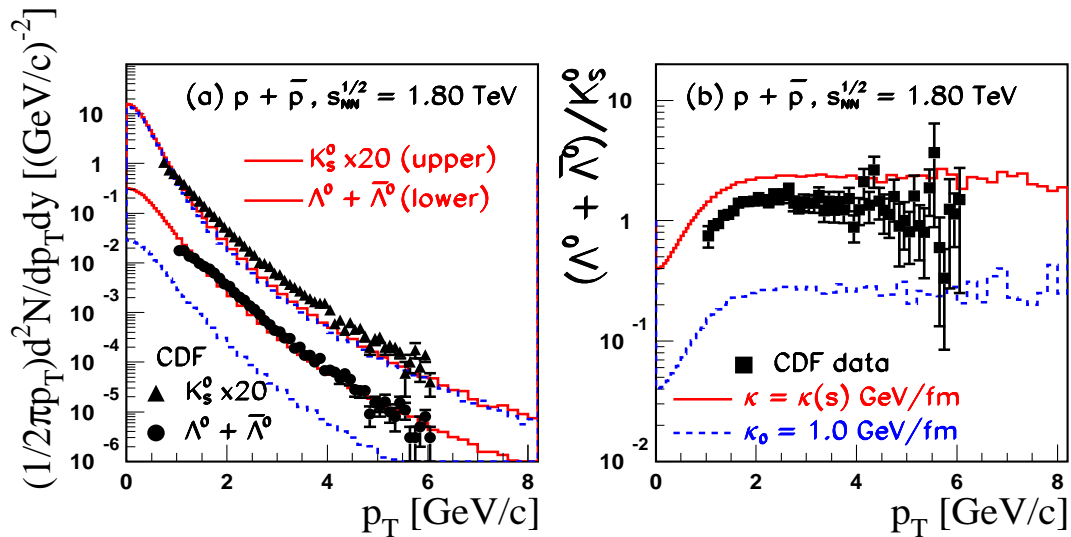 (1/2πp_T)d²N/dp_Tdy [(GeV/c)⁻²]
(a) p + p̅ , s_NN^1/2 = 1.80 TeV
K_s^0 x20 (upper)
Λ^0 + Λ̅^0 (lower)
10
1
10^-1
10^-2
10^-3
10^-4
10^-5
10^-6
10
CDF
K_s^0 x20
Λ^0 + Λ̅^0
0 2 4 6 8
p_T [GeV/c]
(Λ^0 + Λ̅^0)/K_s^0
(b) p + p̅ , s_NN^1/2 = 1.80 TeV
10
1
10^-1
10^-2
CDF data
κ = κ(s) GeV/fm
κ_0 = 1.0 GeV/fm
0 2 4 6 8
p_T [GeV/c]